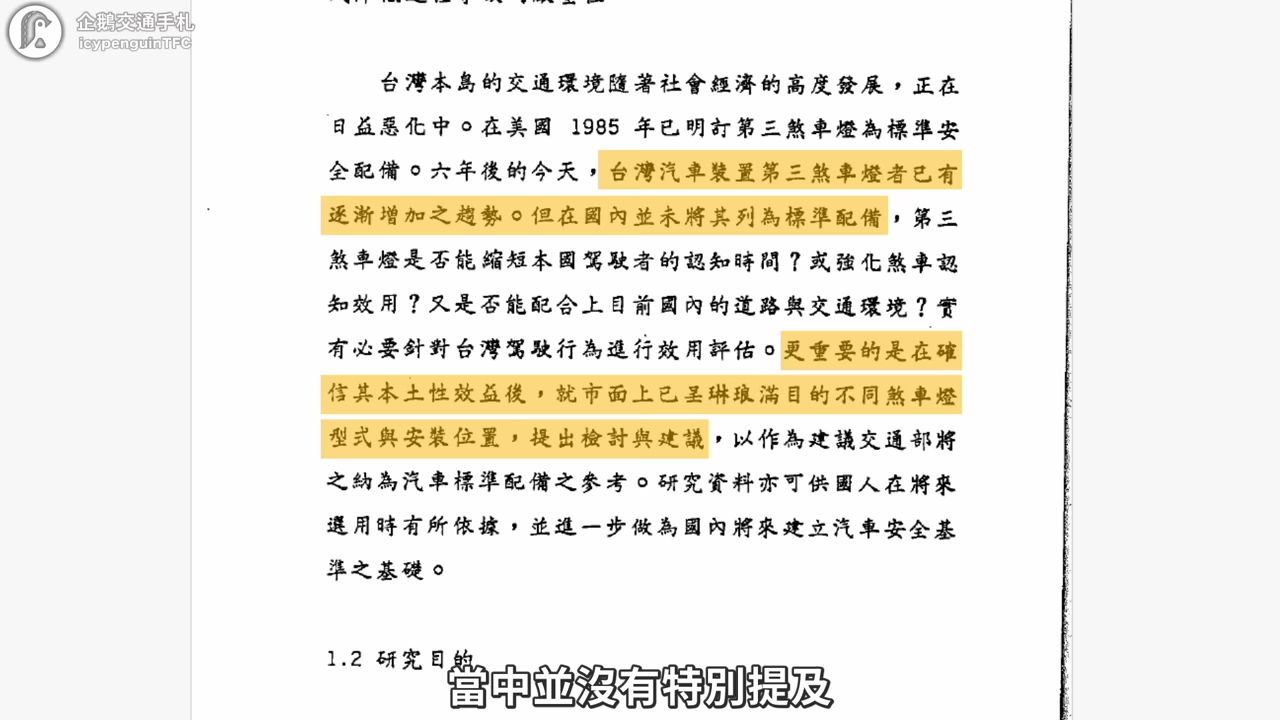 企鵝交通手札
icypenguinTFC
台灣本島的交通環境隨著社會經濟的高度發展，正在
日益惡化中。在美國 1985 年已明訂第三煞車燈為標準安
全配備。六年後的今天，台灣汽車裝置第三煞車燈者已有
逐漸增加之趨勢。但在國內並未將其列為標準配備，第三
煞車燈是否能縮短本國駕駛者的認知時間？或強化煞車認
知效用？又是否能配合上目前國內的道路與交通環境？實
有必要針對台灣駕駛行為進行效用評估。更重要的是在確
信其本土性效益後，就市面上已呈琳琅滿目的不同煞車燈
型式與安裝位置，提出檢討與建議，以作為建議交通部將
之納為汽車標準配備之參考。研究資料亦可供國人在將來
選用時有所依據，並進一步做為國內將來建立汽車安全基
準之基礎。
1.2 研究目的
當中並沒有特別提及